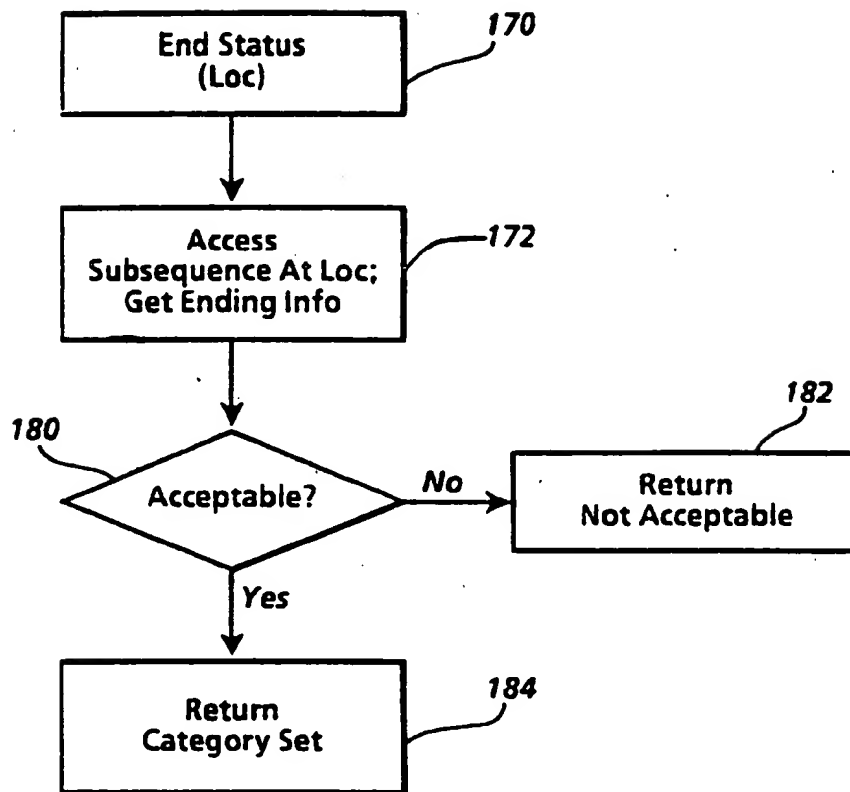 End Status
(Loc)
170
Access
Subsequence At Loc;
Get Ending Info
172
180
Acceptable?
No
182
Return
Not Acceptable
Yes
Return
Category Set
184